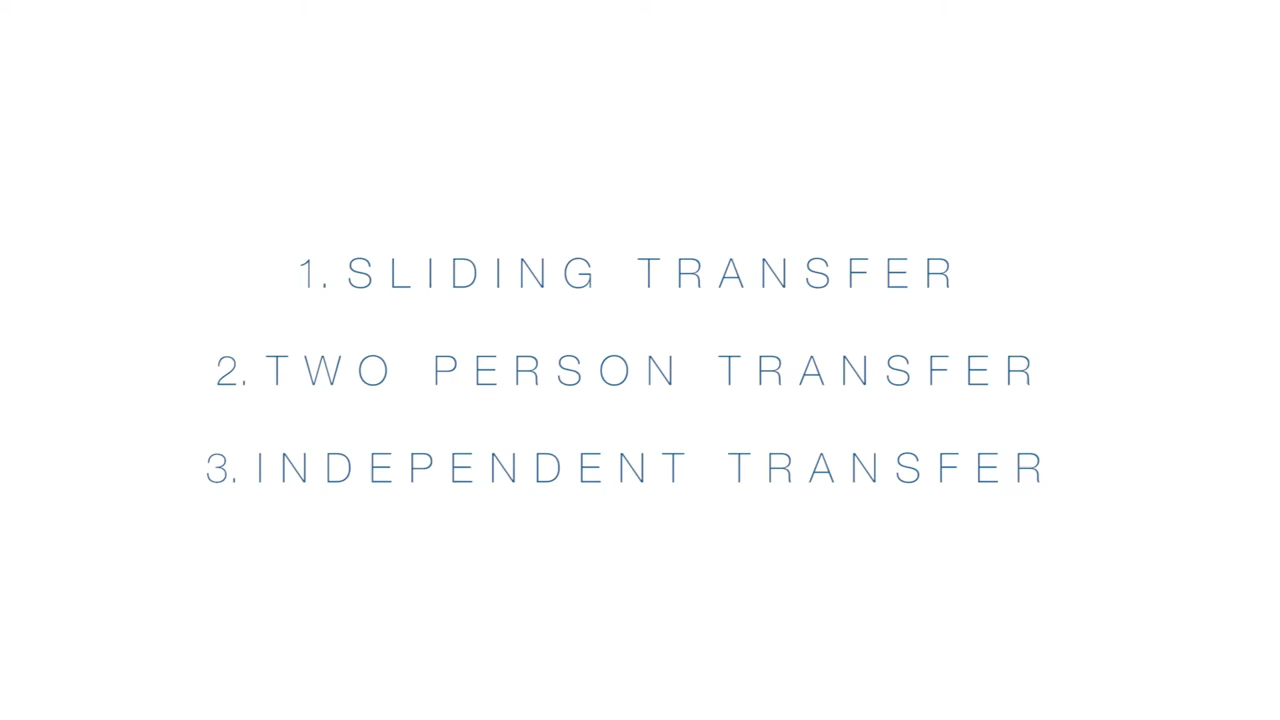 1. SLIDING TRANSFER
2. TWO PERSON TRANSFER
3. INDEPENDENT TRANSFER